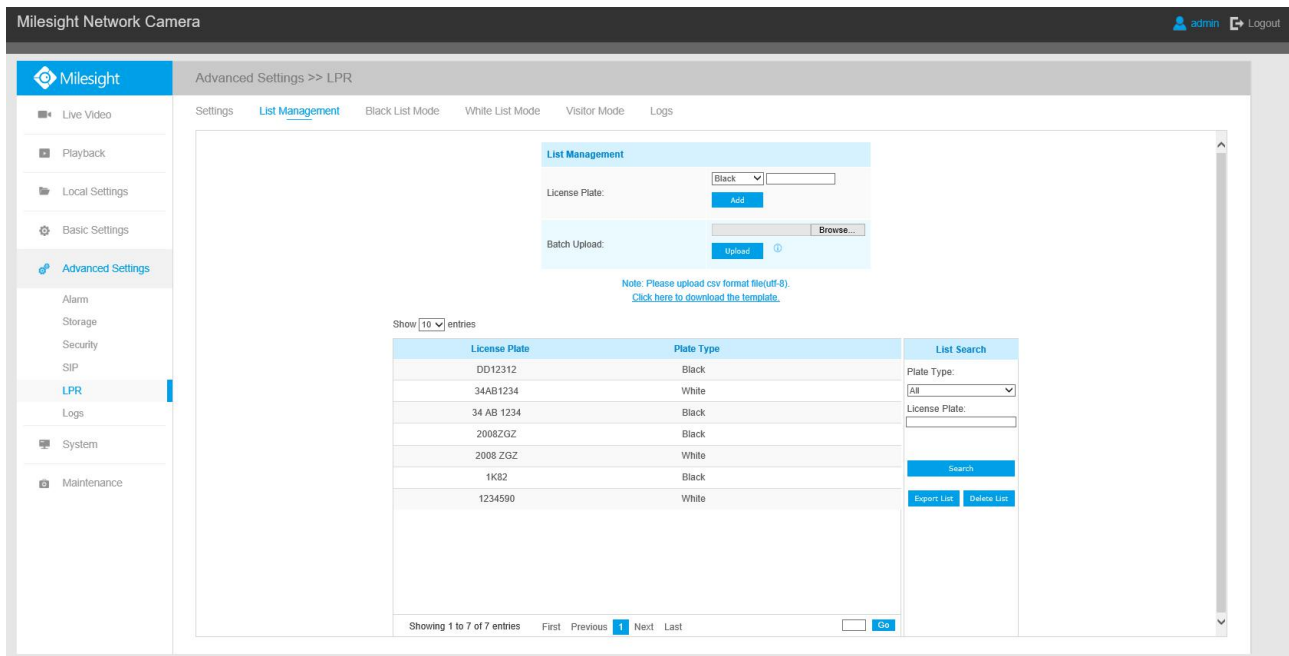 Milesight Network Camera
admin Logout
Milesight
Advanced Settings >> LPR
Live Video
Playback
Local Settings
Basic Settings
Advanced Settings
Alarm
Storage
Security
SIP
LPR
Logs
System
Maintenance
Settings List Management Black List Mode White List Mode Visitor Mode Logs
List Management
License Plate: Black
Add
Batch Upload: Browse...
Upload
Note: Please upload csv format file(utf-8).
Click here to download the template.
Show 10 entries
License Plate Plate Type
DD12312 Black
34AB1234 White
34 AB 1234 Black
2008ZGZ Black
2008 ZGZ White
1K82 Black
1234590 White
Showing 1 to 7 of 7 entries First Previous 1 Next Last Go
List Search
Plate Type:
All
License Plate:
Search
Export List Delete List